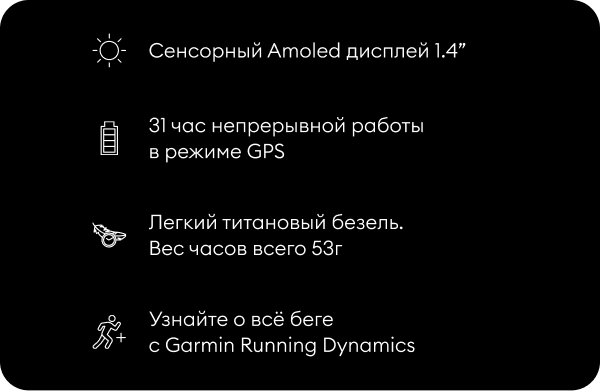 Сенсорный Amoled дисплей 1.4”
31 час непрерывной работы
в режиме GPS
Легкий титановый безель.
Вес часов всего 53г
Узнайте о всё беге
с Garmin Running Dynamics